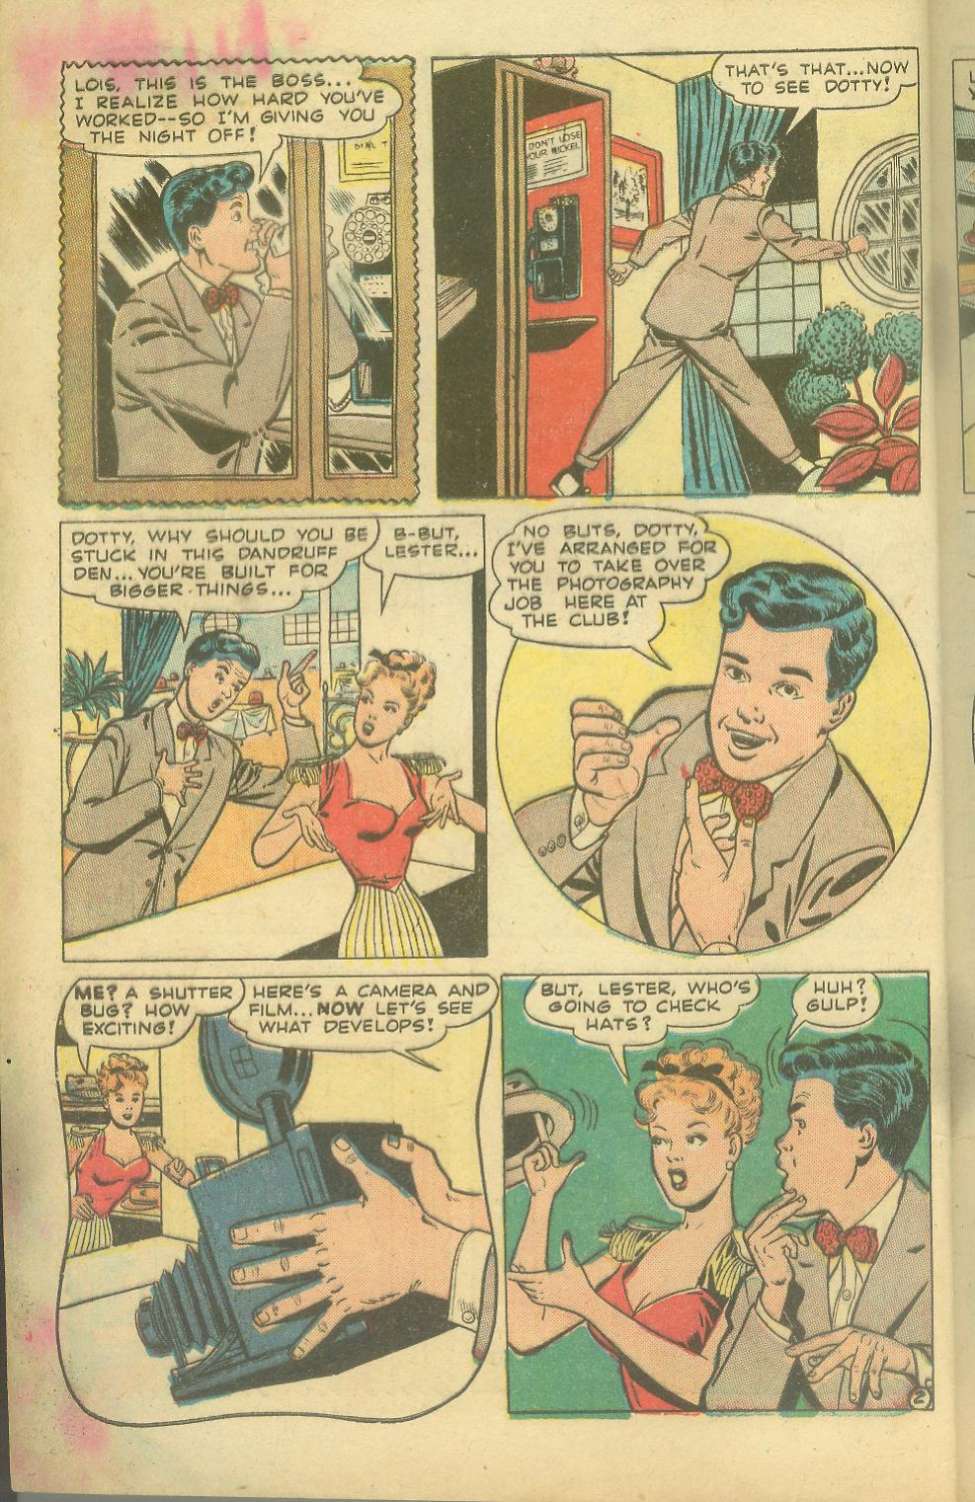 LOIS, THIS IS THE BOSS...
I REALIZE HOW HARD YOU'VE
WORKED--SO I'M GIVING YOU
THE NIGHT OFF!
THAT'S THAT...NOW
TO SEE DOTTY!
DON'T LOSE
YOUR NICKEL
DOTTY, WHY SHOULD YOU BE
STUCK IN THIS DANDRUFF
DEN...YOU'RE BUILT FOR
BIGGER THINGS...
B-BUT,
LESTER...
NO BUTS, DOTTY,
I'VE ARRANGED FOR
YOU TO TAKE OVER
THE PHOTOGRAPHY
JOB HERE AT
THE CLUB!
ME? A SHUTTER
BUG? HOW
EXCITING!
HERE'S A CAMERA AND
FILM...NOW LET'S SEE
WHAT DEVELOPS!
BUT, LESTER, WHO'S
GOING TO CHECK
HATS?
HUH?
GULP!
2